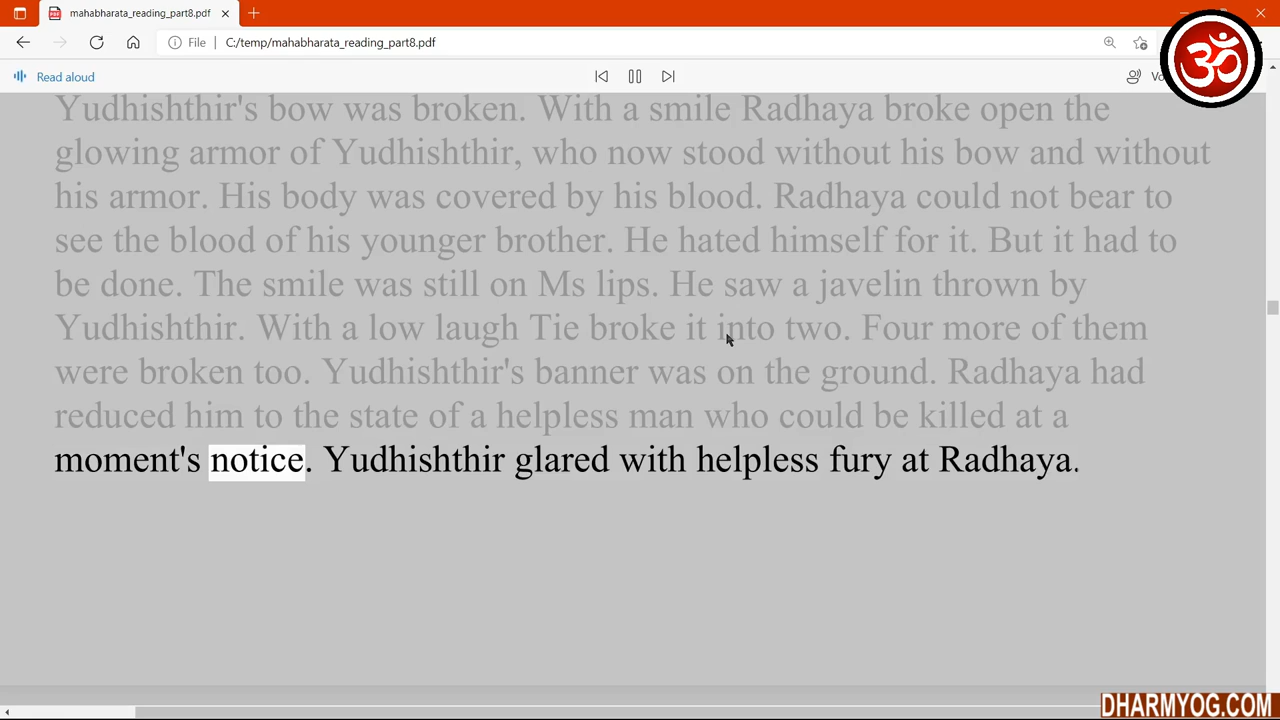 mahabharata_reading_part8.pdf
File
C:/temp/mahabharata_reading_part8.pdf
Read aloud
ॐ
Yudhishthir's bow was broken. With a smile Radhaya broke open the
glowing armor of Yudhishthir, who now stood without his bow and without
his armor. His body was covered by his blood. Radhaya could not bear to
see the blood of his younger brother. He hated himself for it. But it had to
be done. The smile was still on Ms lips. He saw a javelin thrown by
Yudhishthir. With a low laugh Tie broke it into two. Four more of them
were broken too. Yudhishthir's banner was on the ground. Radhaya had
reduced him to the state of a helpless man who could be killed at a
moment's notice. Yudhishthir glared with helpless fury at Radhaya.
DHARMYOG.COM